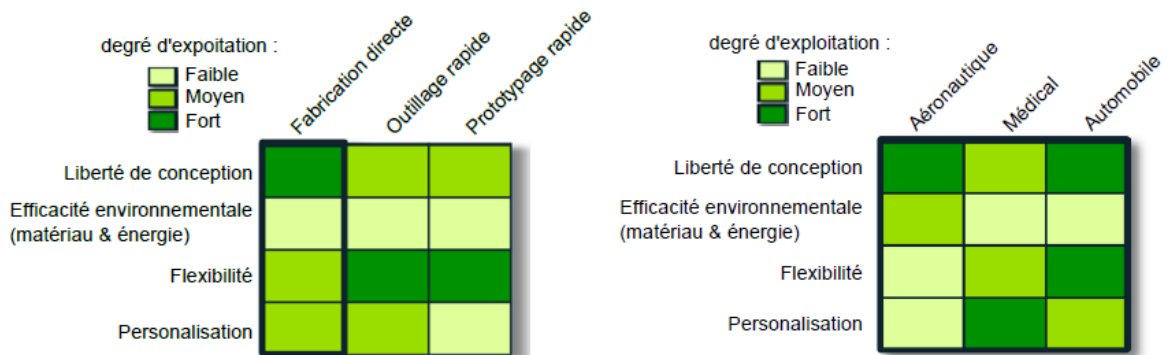 degré d'expoitation :
Faible
Moyen
Fort
Fabrication directe
Outillage rapide
Prototypage rapide
Liberté de conception
Efficacité environnementale
(matériau & énergie)
Flexibilité
Personalisation
degré d'exploitation :
Faible
Moyen
Fort
Aéronautique
Médical
Automobile
Liberté de conception
Efficacité environnementale
(matériau & énergie)
Flexibilité
Personalisation